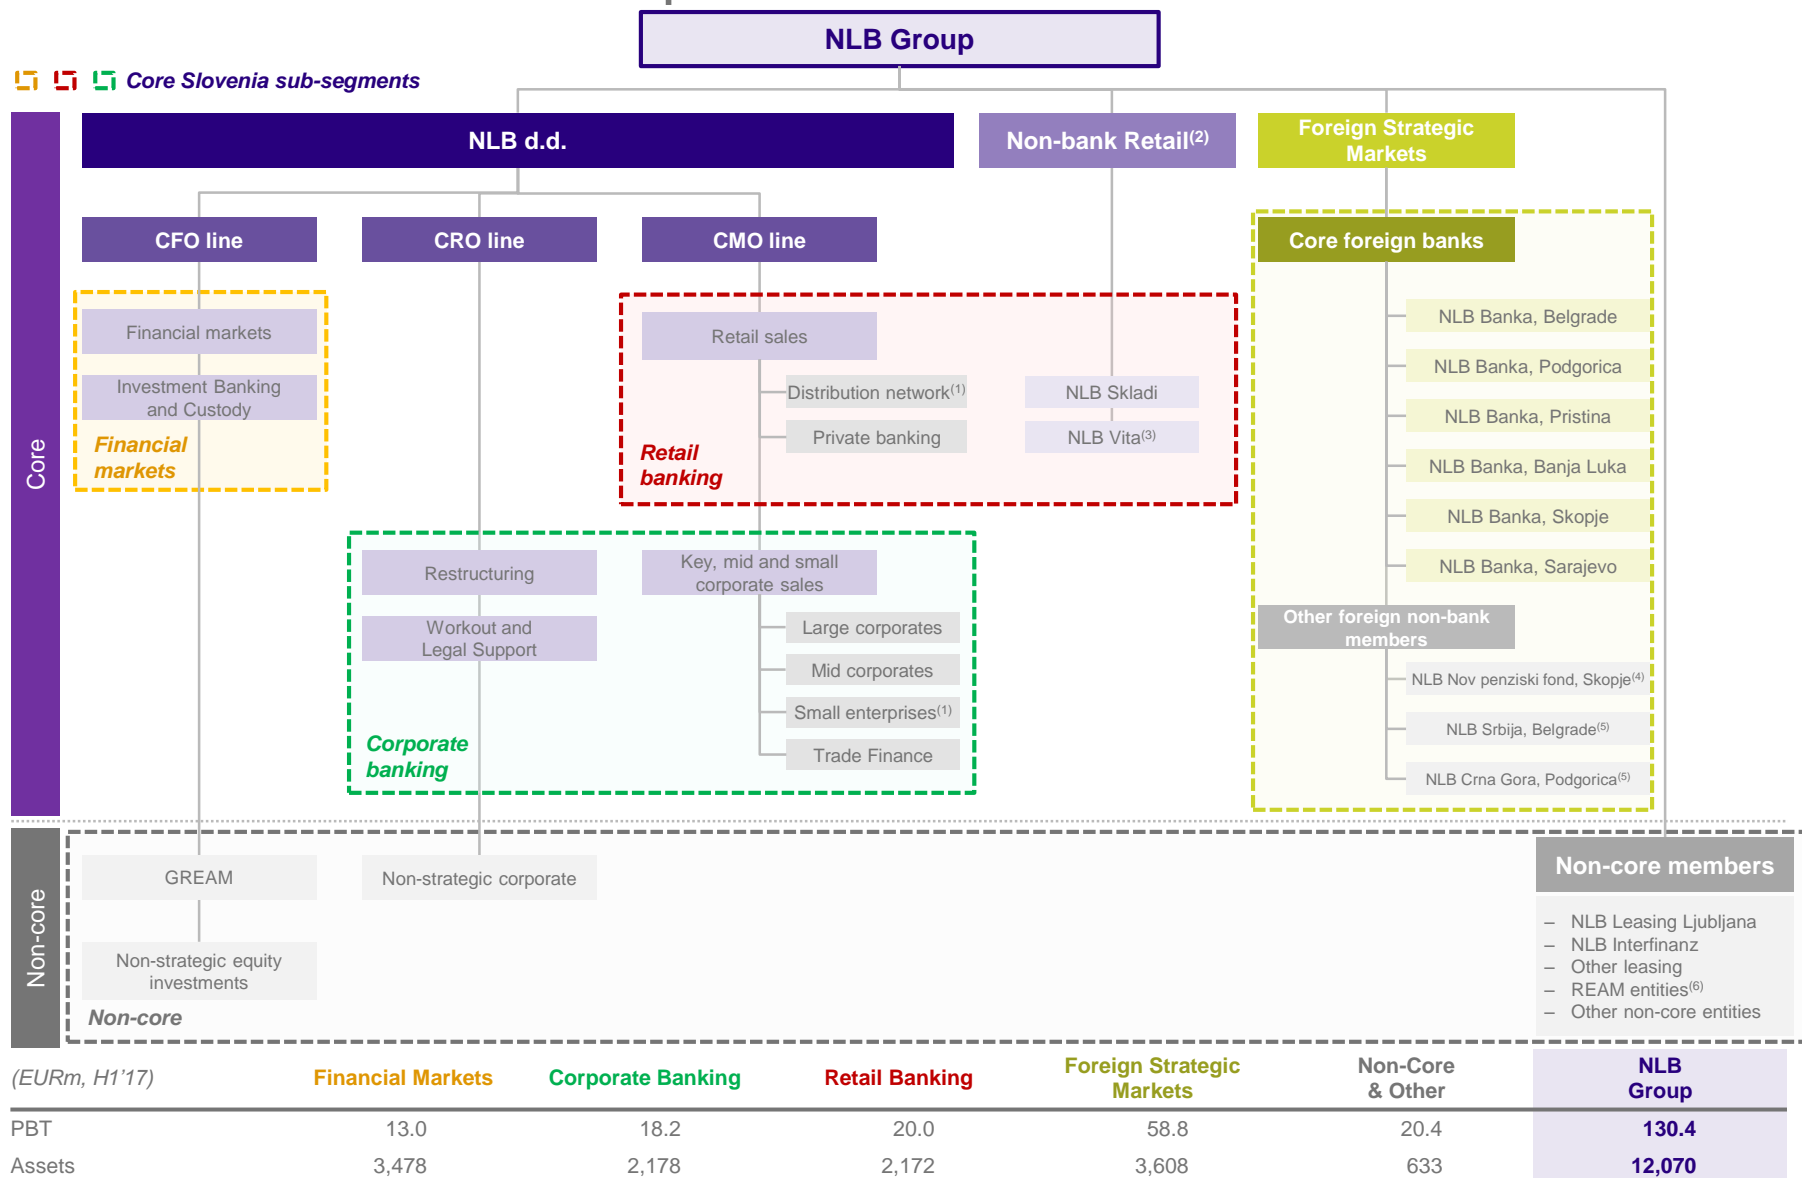 NLB Group
Core Slovenia sub-segments
Core
NLB d.d.
Non-bank Retail(2)
Foreign Strategic
Markets
CFO line
CRO line
CMO line
Core foreign banks
Financial markets
Investment Banking
and Custody
Financial
markets
Retail sales
Distribution network(1)
Private banking
NLB Skladi
NLB Vita(3)
Retail
banking
NLB Banka, Belgrade
NLB Banka, Podgorica
NLB Banka, Pristina
NLB Banka, Banja Luka
NLB Banka, Skopje
NLB Banka, Sarajevo
Restructuring
Workout and
Legal Support
Key, mid and small
corporate sales
Large corporates
Mid corporates
Small enterprises(1)
Trade Finance
Corporate
banking
Other foreign non-bank
members
NLB Nov penziski fond, Skopje(4)
NLB Srbija, Belgrade(5)
NLB Crna Gora, Podgorica(5)
Non-core
GREAM
Non-strategic corporate
Non-strategic equity
investments
Non-core
Non-core members
– NLB Leasing Ljubljana
– NLB Interfinanz
– Other leasing
– REAM entities(6)
– Other non-core entities
(EURm, H1'17) Financial Markets Corporate Banking Retail Banking Foreign Strategic Markets Non-Core & Other NLB Group
PBT 13.0 18.2 20.0 58.8 20.4 130.4
Assets 3,478 2,178 2,172 3,608 633 12,070